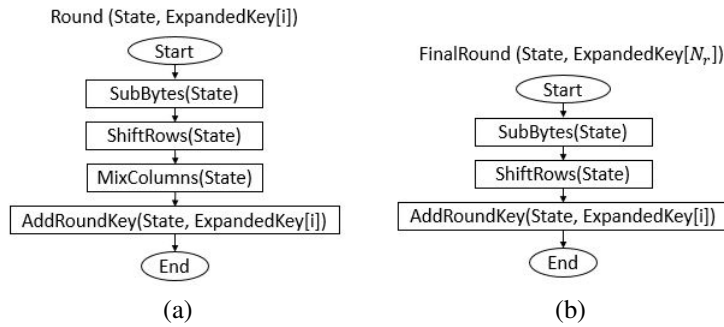 Round (State, ExpandedKey[i])
Start
SubBytes(State)
ShiftRows(State)
MixColumns(State)
AddRoundKey(State, ExpandedKey[i])
End
(a)
FinalRound (State, ExpandedKey[Nr])
Start
SubBytes(State)
ShiftRows(State)
AddRoundKey(State, ExpandedKey[i])
End
(b)